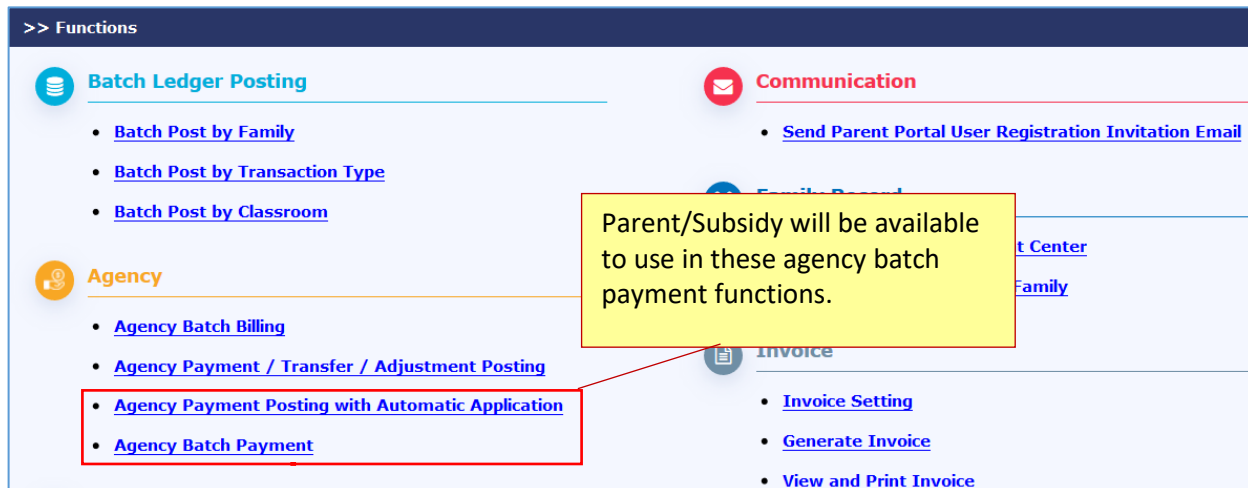 >> Functions
Batch Ledger Posting
Batch Post by Family
Batch Post by Transaction Type
Batch Post by Classroom
Agency
Agency Batch Billing
Agency Payment / Transfer / Adjustment Posting
Agency Payment Posting with Automatic Application
Agency Batch Payment
Communication
Send Parent Portal User Registration Invitation Email
Family Record
Parent/Subsidy will be available
to use in these agency batch
payment functions.
Center
Family
Invoice
Invoice Setting
Generate Invoice
View and Print Invoice